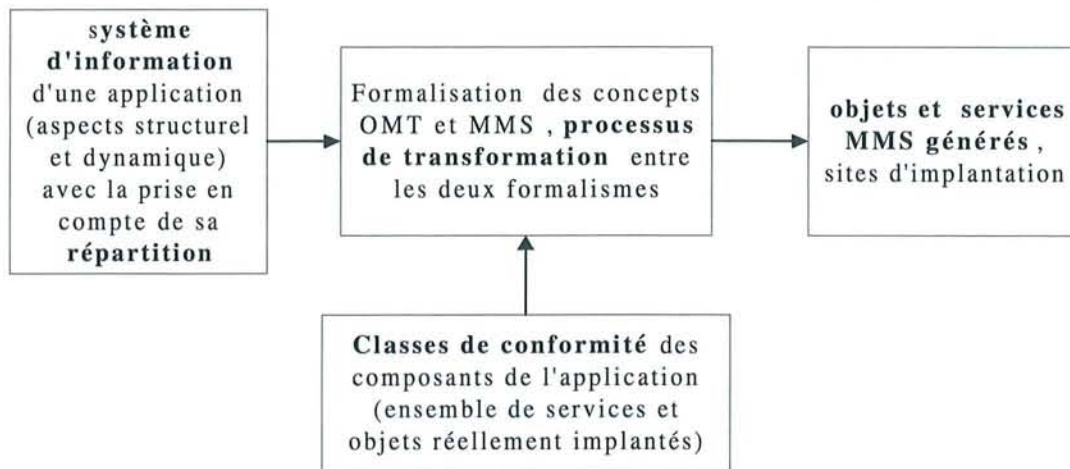 système
d'information
d'une application
(aspects structurel
et dynamique)
avec la prise en
compte de sa
répartition
Formalisation des concepts
OMT et MMS , processus
de transformation entre
les deux formalismes
objets et services
MMS générés ,
sites d'implantation
Classes de conformité des
composants de l'application
(ensemble de services et
objets réellement implantés)